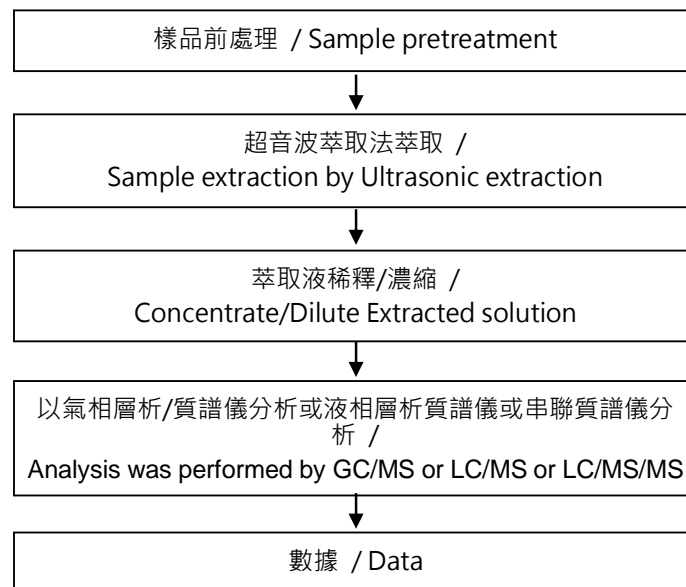 樣品前處理 / Sample pretreatment
超音波萃取法萃取 /
Sample extraction by Ultrasonic extraction
萃取液稀釋/濃縮 /
Concentrate/Dilute Extracted solution
以氣相層析/質譜儀分析或液相層析質譜儀或串聯質譜儀分
析 /
Analysis was performed by GC/MS or LC/MS or LC/MS/MS
數據 / Data